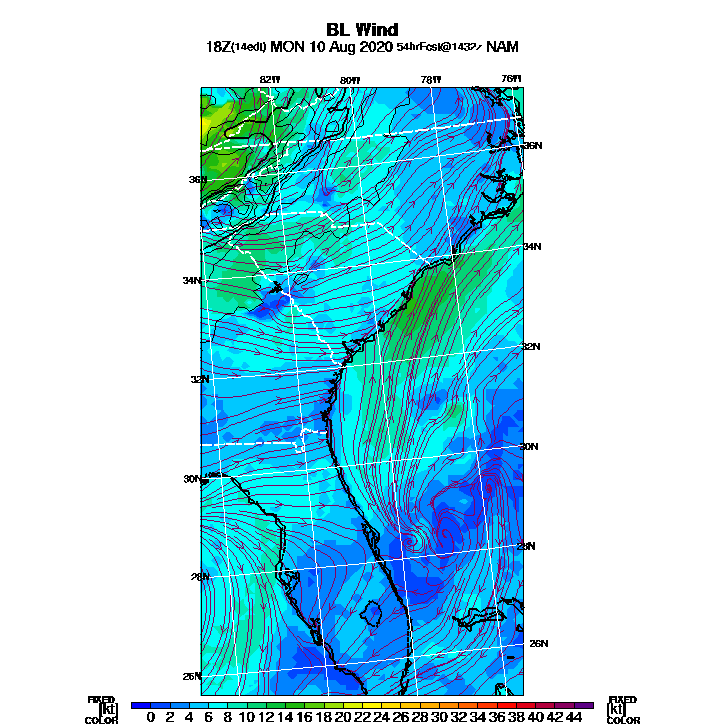 BL Wind
18Z(14edt) MON 10 Aug 2020 54hrFcst@1432z NAM
82W 80W 78W 76W
36N 36N
34N 34N
32N 32N
30N 30N
28N 28N
26N 26N
FIXED FIXED
[kt] 0 2 4 6 8 10 12 14 16 18 20 22 24 26 28 30 32 34 36 38 40 42 44 [kt]
COLOR COLOR